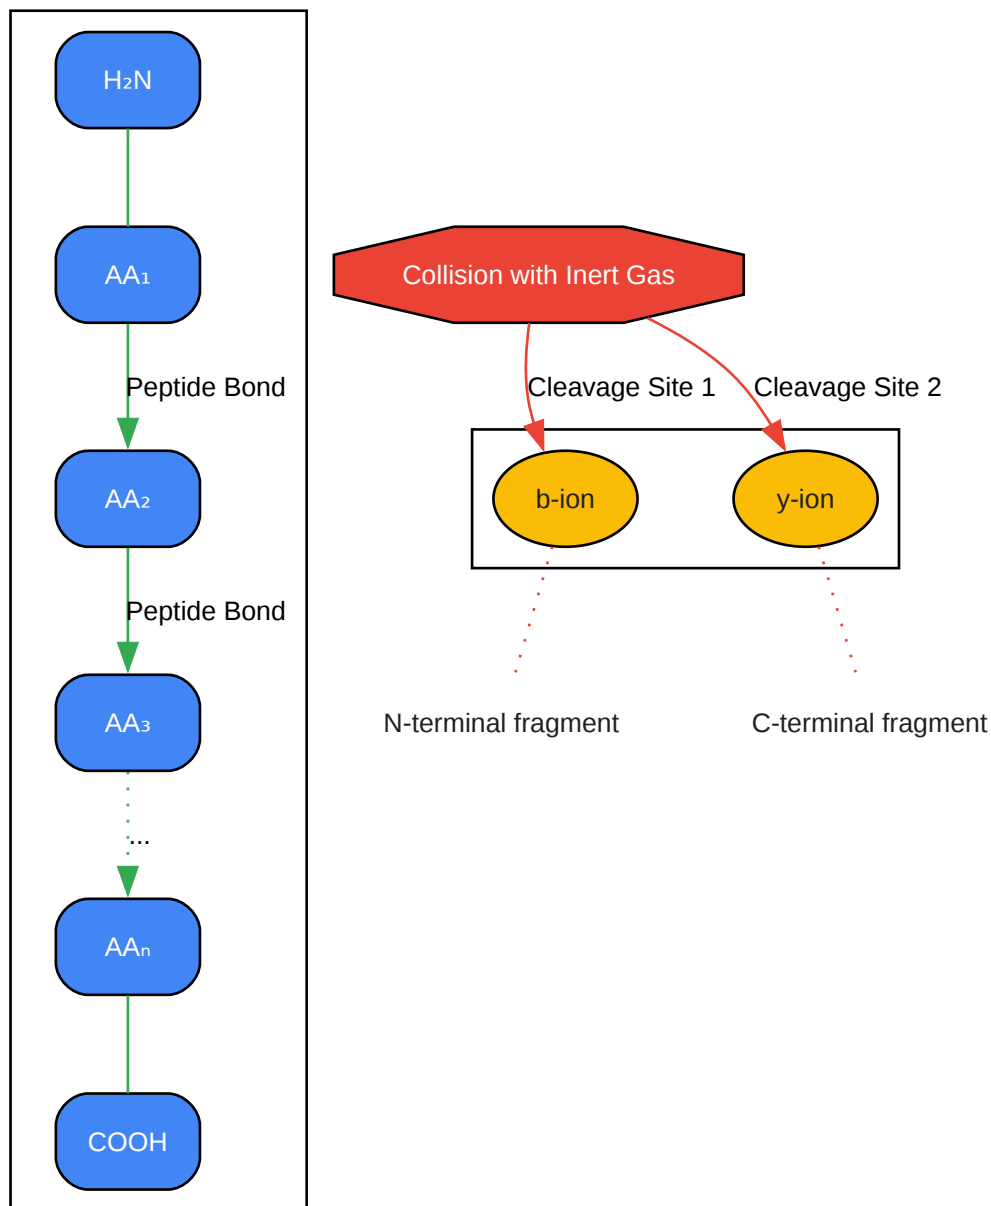 H₂N
AA₁
Peptide Bond
AA₂
Peptide Bond
AA₃
...
AAₙ
COOH
Collision with Inert Gas
Cleavage Site 1
Cleavage Site 2
b-ion
y-ion
N-terminal fragment
C-terminal fragment